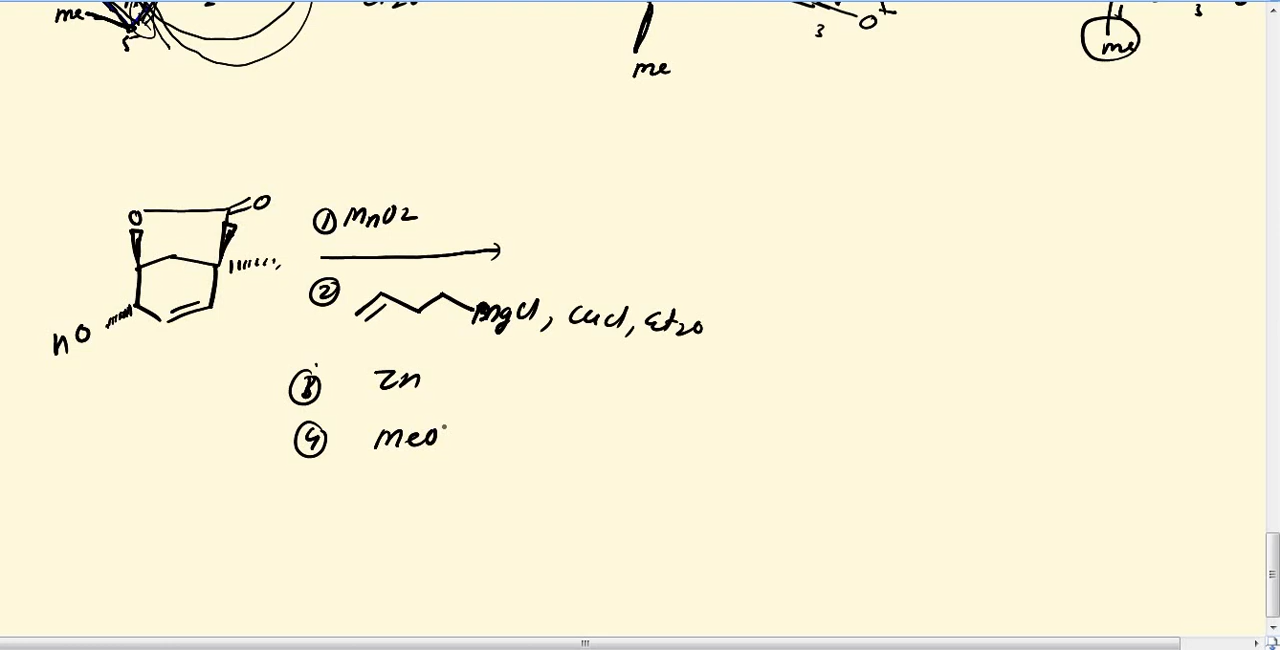 me
me
3
O
me
3
O
O
① MnO2
HO
② MgCl, CuCl, Et2O
③ Zn
④ MeO